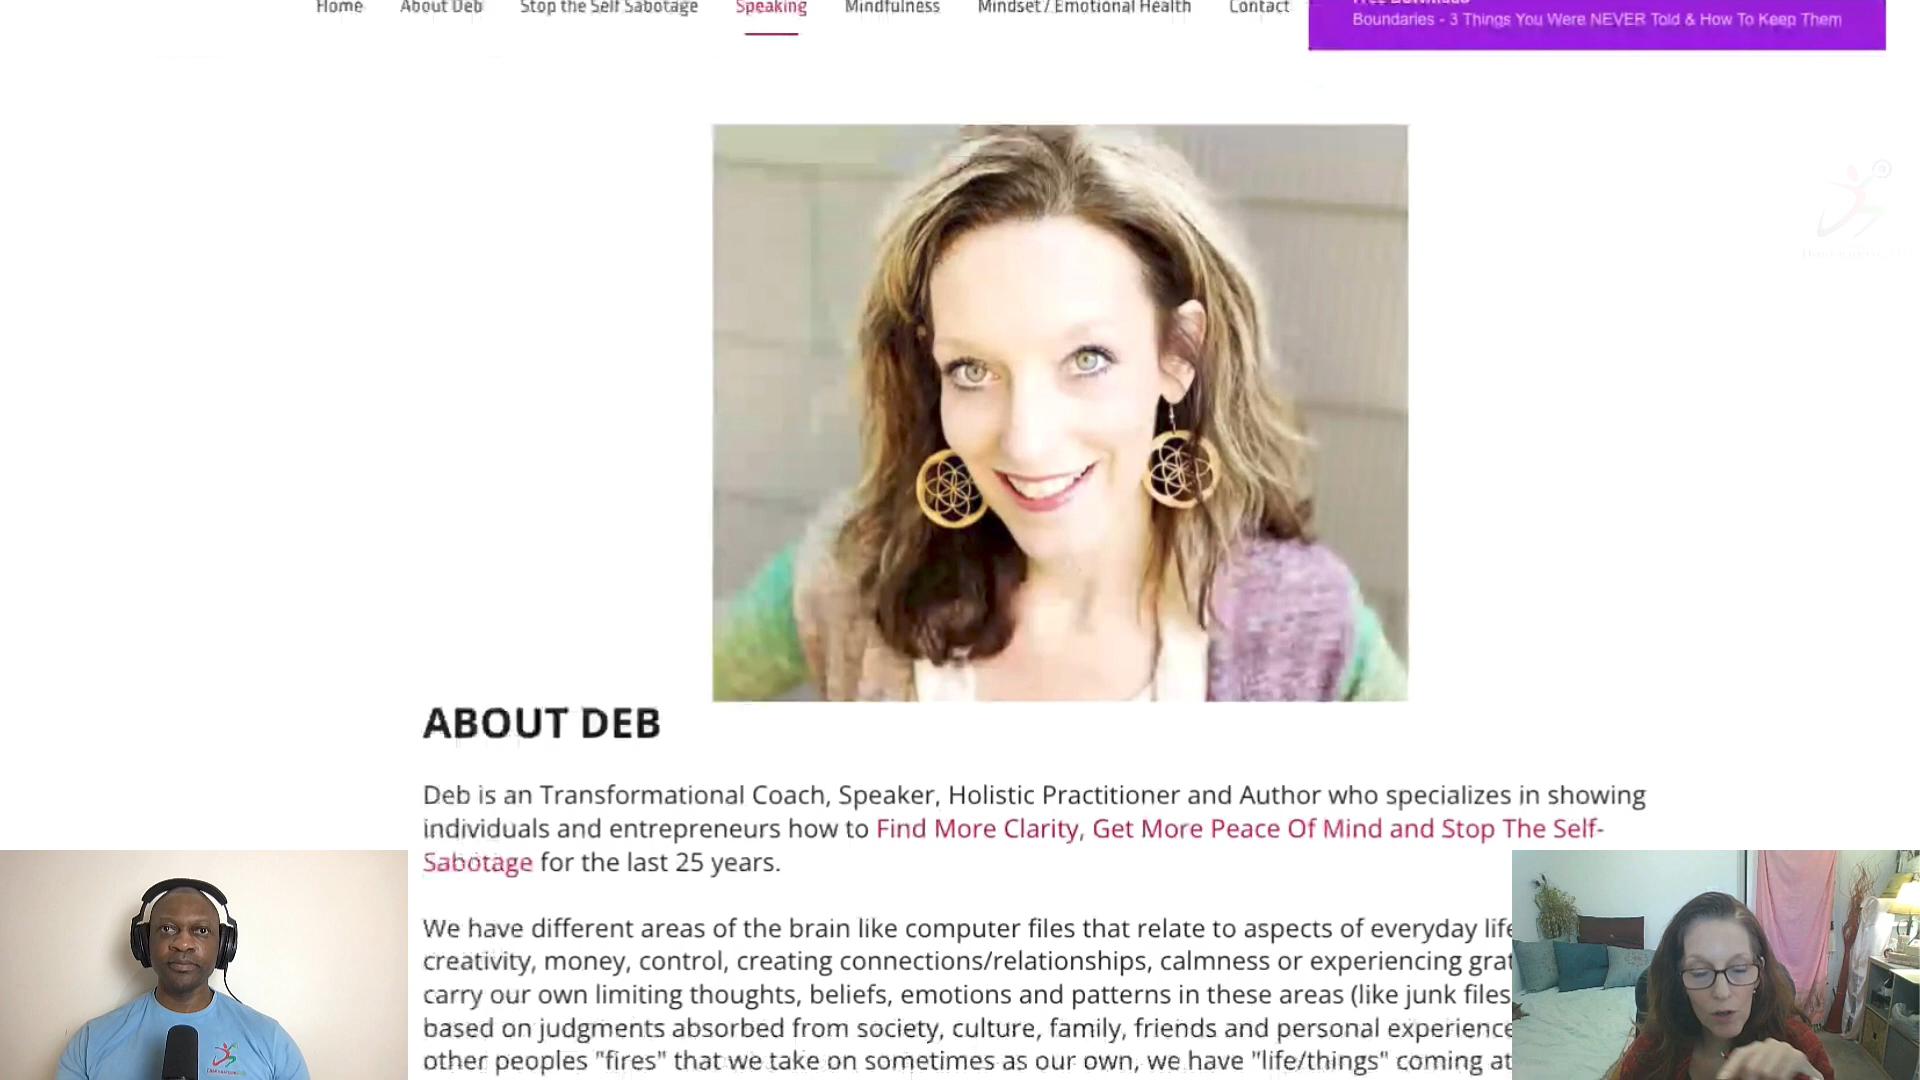 Home About Deb Stop the Self Sabotage Speaking Mindfulness Mindset / Emotional Health Contact
Boundaries - 3 Things You Were NEVER Told & How To Keep Them
ABOUT DEB
Deb is an Transformational Coach, Speaker, Holistic Practitioner and Author who specializes in showing
individuals and entrepreneurs how to Find More Clarity, Get More Peace Of Mind and Stop The Self-
Sabotage for the last 25 years.
We have different areas of the brain like computer files that relate to aspects of everyday life
creativity, money, control, creating connections/relationships, calmness or experiencing
carry our own limiting thoughts, beliefs, emotions and patterns in these areas (like junk files
based on judgments absorbed from society, culture, family, friends and personal experience
other peoples "fires" that we take on sometimes as our own, we have "life/things" coming at